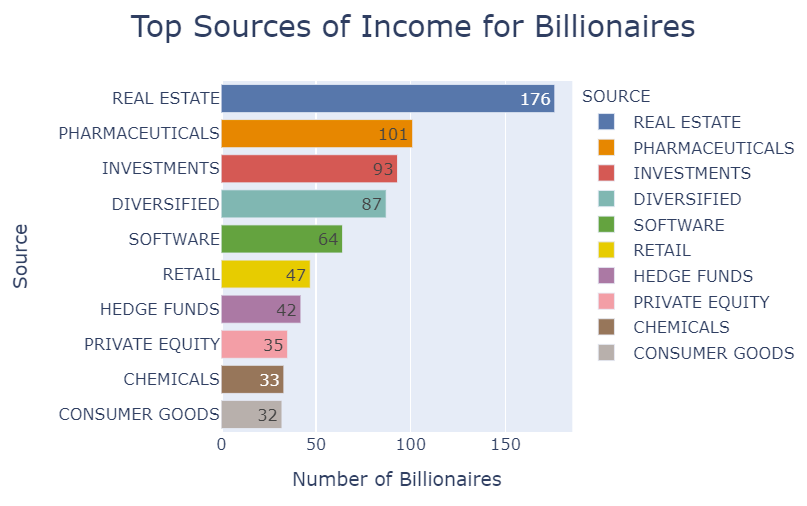 Top Sources of Income for Billionaires
Source
REAL ESTATE 176
PHARMACEUTICALS 101
INVESTMENTS 93
DIVERSIFIED 87
SOFTWARE 64
RETAIL 47
HEDGE FUNDS 42
PRIVATE EQUITY 35
CHEMICALS 33
CONSUMER GOODS 32
0 50 100 150
Number of Billionaires
SOURCE
REAL ESTATE
PHARMACEUTICALS
INVESTMENTS
DIVERSIFIED
SOFTWARE
RETAIL
HEDGE FUNDS
PRIVATE EQUITY
CHEMICALS
CONSUMER GOODS